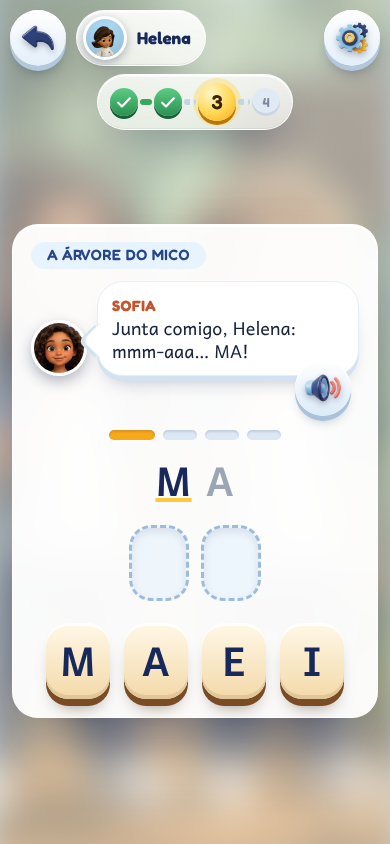 Helena
3
4
A ÁRVORE DO MICO
SOFIA
Junta comigo, Helena:
mmm-aaa... MA!
M A
M A E I